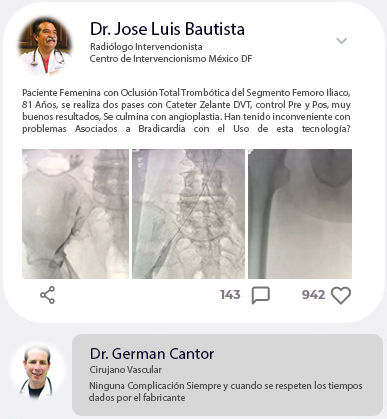 Dr. Jose Luis Bautista
Radiólogo Intervencionista
Centro de Intervencionismo México DF
Paciente Femenina con Oclusión Total Trombótica del Segmento Femoro Iliaco,
81 Años, se realiza dos pases con Cateter Zelante DVT, control Pre y Pos, muy
buenos resultados, Se culmina con angioplastia. Han tenido inconveniente con
problemas Asociados a Bradicardia con el Uso de esta tecnología?
143 942
Dr. German Cantor
Cirujano Vascular
Ninguna Complicación Siempre y cuando se respeten los tiempos
dados por el fabricante